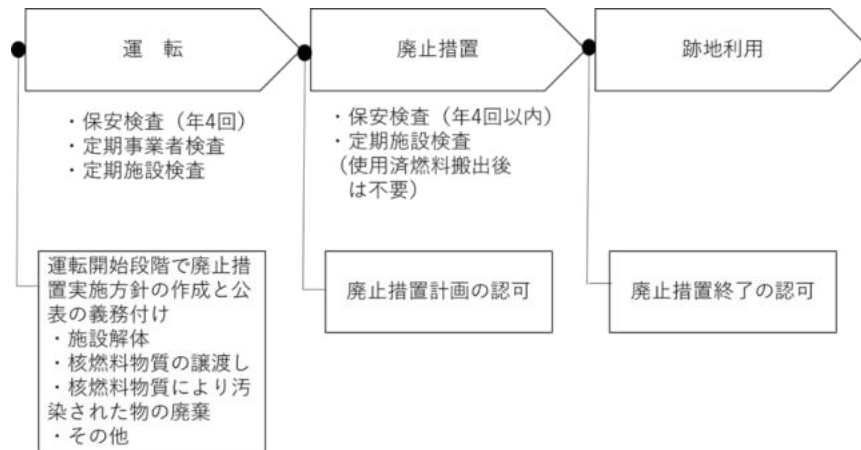 運　転
廃止措置
跡地利用
・保安検査（年4回）
・定期事業者検査
・定期施設検査
・保安検査（年4回以内）
・定期施設検査
（使用済燃料搬出後
は不要）
運転開始段階で廃止措
置実施方針の作成と公
表の義務付け
・施設解体
・核燃料物質の譲渡し
・核燃料物質により汚
染された物の廃棄
・その他
廃止措置計画の認可
廃止措置終了の認可